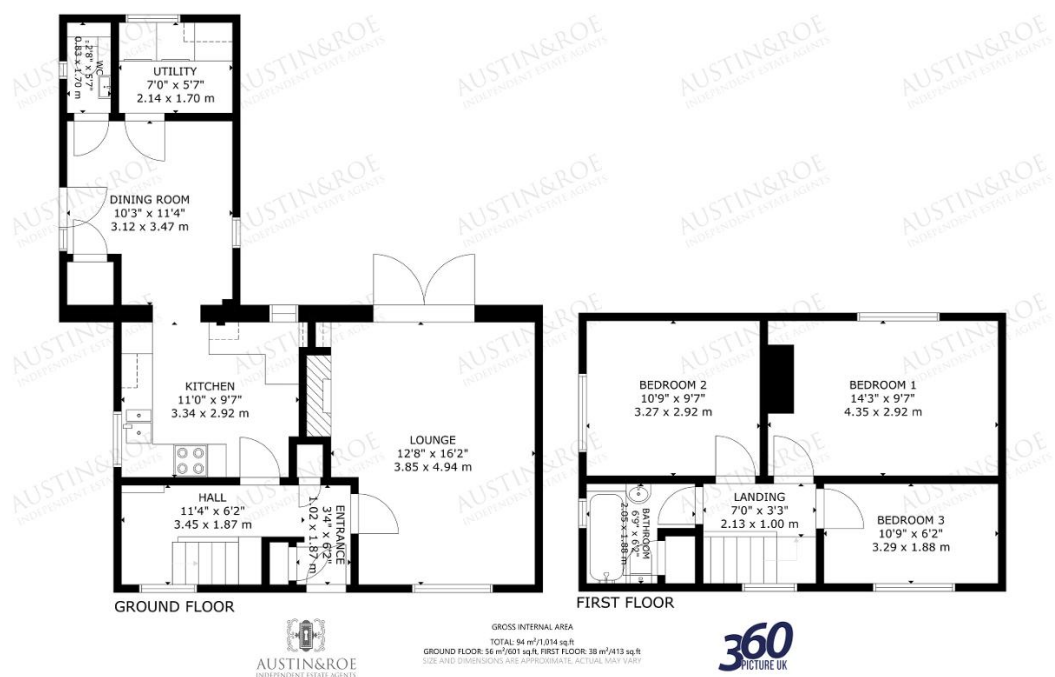 WC
2'8" x 5'7"
0.83 x 1.70 m
UTILITY
7'0" x 5'7"
2.14 x 1.70 m
DINING ROOM
10'3" x 11'4"
3.12 x 3.47 m
KITCHEN
11'0" x 9'7"
3.34 x 2.92 m
LOUNGE
12'8" x 16'2"
3.85 x 4.94 m
HALL
11'4" x 6'2"
3.45 x 1.87 m
ENTRANCE
3'4" x 6'2"
1.02 x 1.87 m
GROUND FLOOR
BEDROOM 2
10'9" x 9'7"
3.27 x 2.92 m
BEDROOM 1
14'3" x 9'7"
4.35 x 2.92 m
BATHROOM
6'9" x 6'2"
2.05 x 1.88 m
LANDING
7'0" x 3'3"
2.13 x 1.00 m
BEDROOM 3
10'9" x 6'2"
3.29 x 1.88 m
FIRST FLOOR
AUSTIN&ROE
INDEPENDENT ESTATE AGENTS
GROSS INTERNAL AREA
TOTAL: 94 m²/1,014 sq.ft
GROUND FLOOR: 56 m²/601 sq.ft, FIRST FLOOR: 38 m²/413 sq.ft
SIZE AND DIMENSIONS ARE APPROXIMATE, ACTUAL MAY VARY
360
PICTURE UK
AUSTIN&ROE
INDEPENDENT ESTATE AGENTS